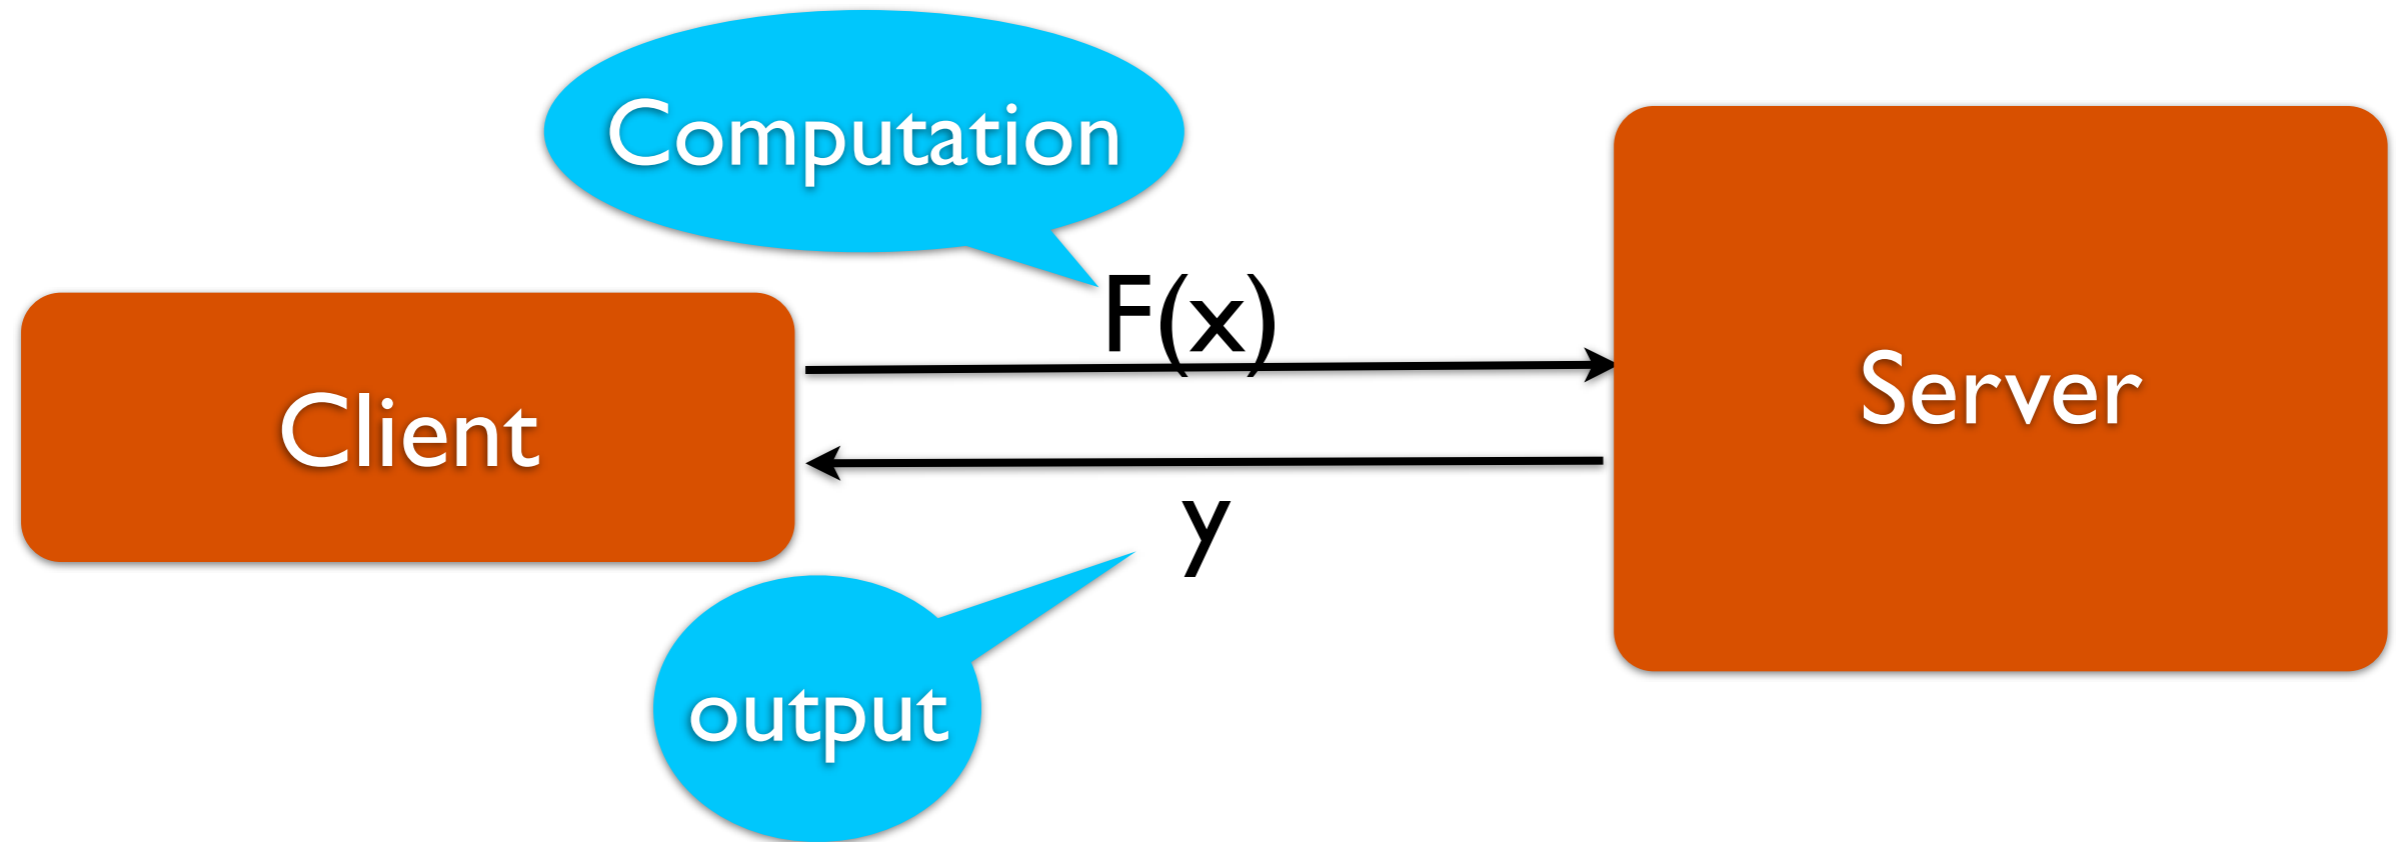 Computation
F(x)
Client
Server
y
output